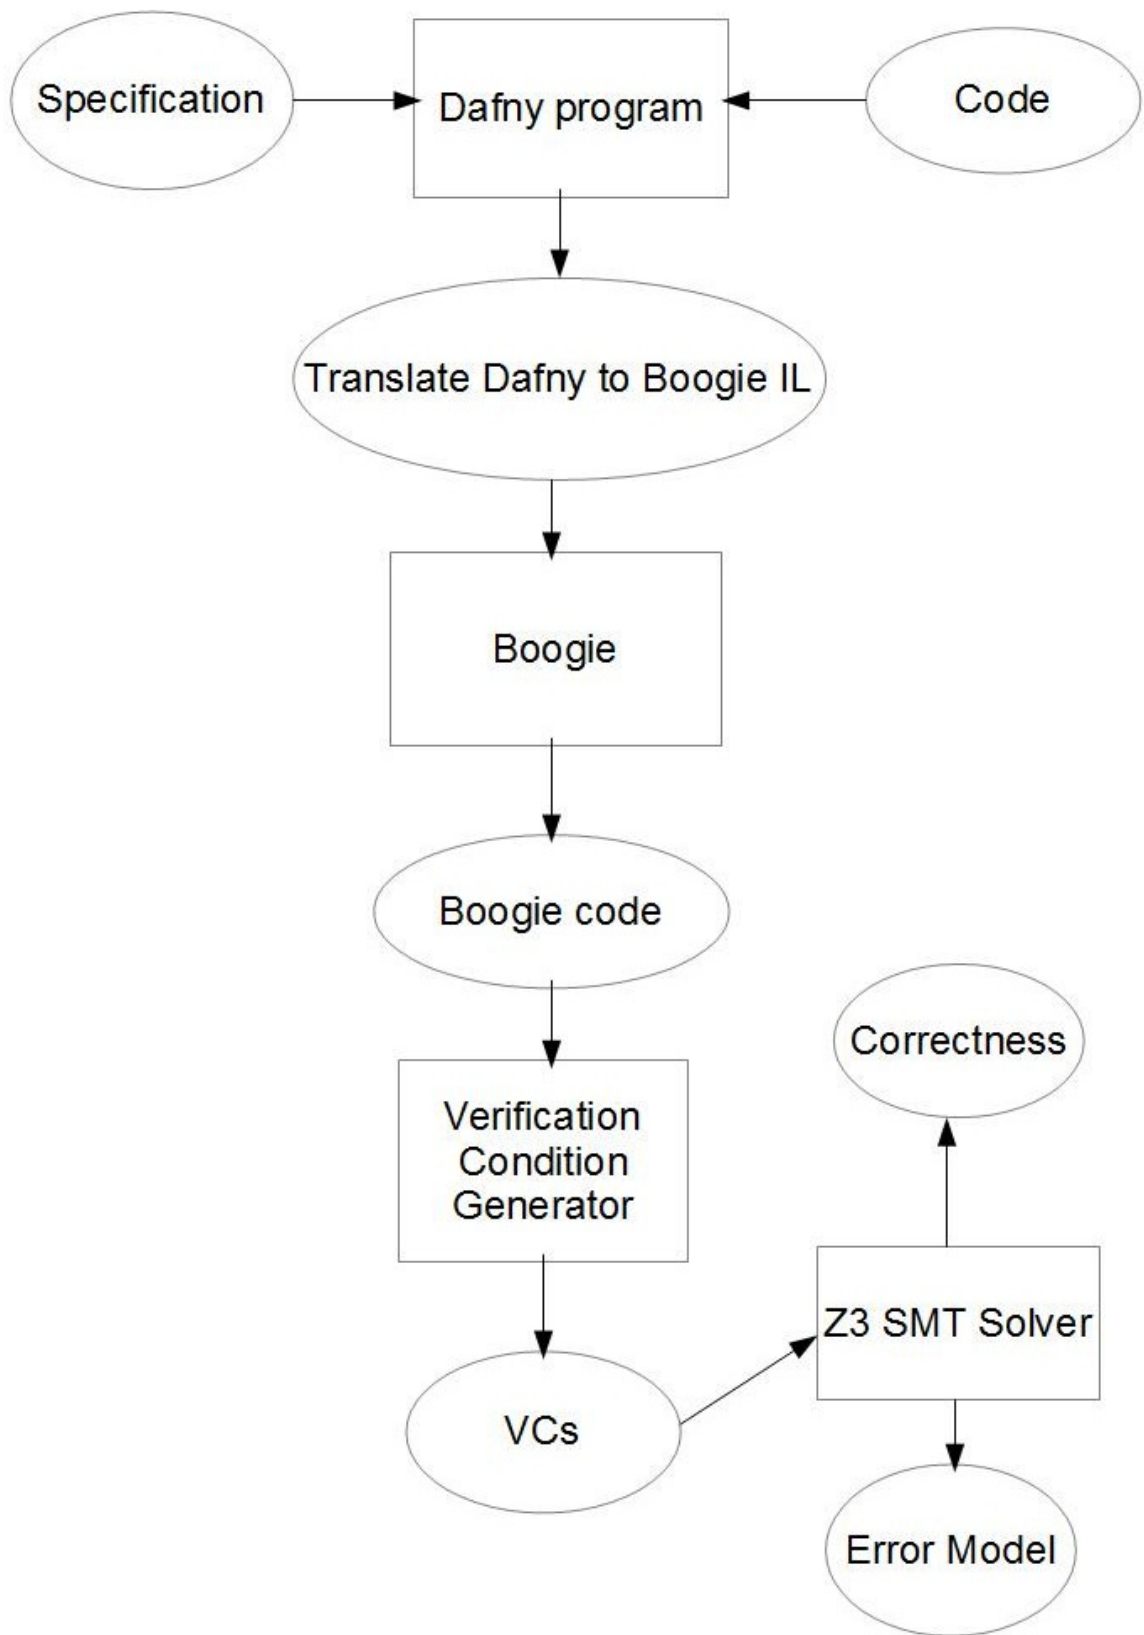 Specification
Dafny program
Code
Translate Dafny to Boogie IL
Boogie
Boogie code
Correctness
Verification
Condition
Generator
Z3 SMT Solver
VCs
Error Model